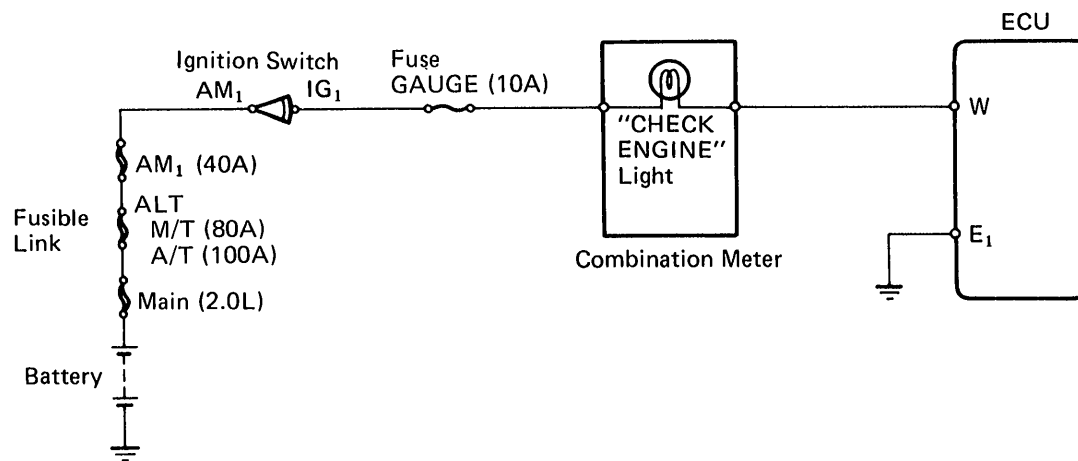 ECU
Ignition Switch
AM₁ IG₁
Fuse
GAUGE (10A)
"CHECK
ENGINE"
Light
W
AM₁ (40A)
ALT
M/T (80A)
A/T (100A)
Fusible
Link
E₁
Combination Meter
Main (2.0L)
Battery